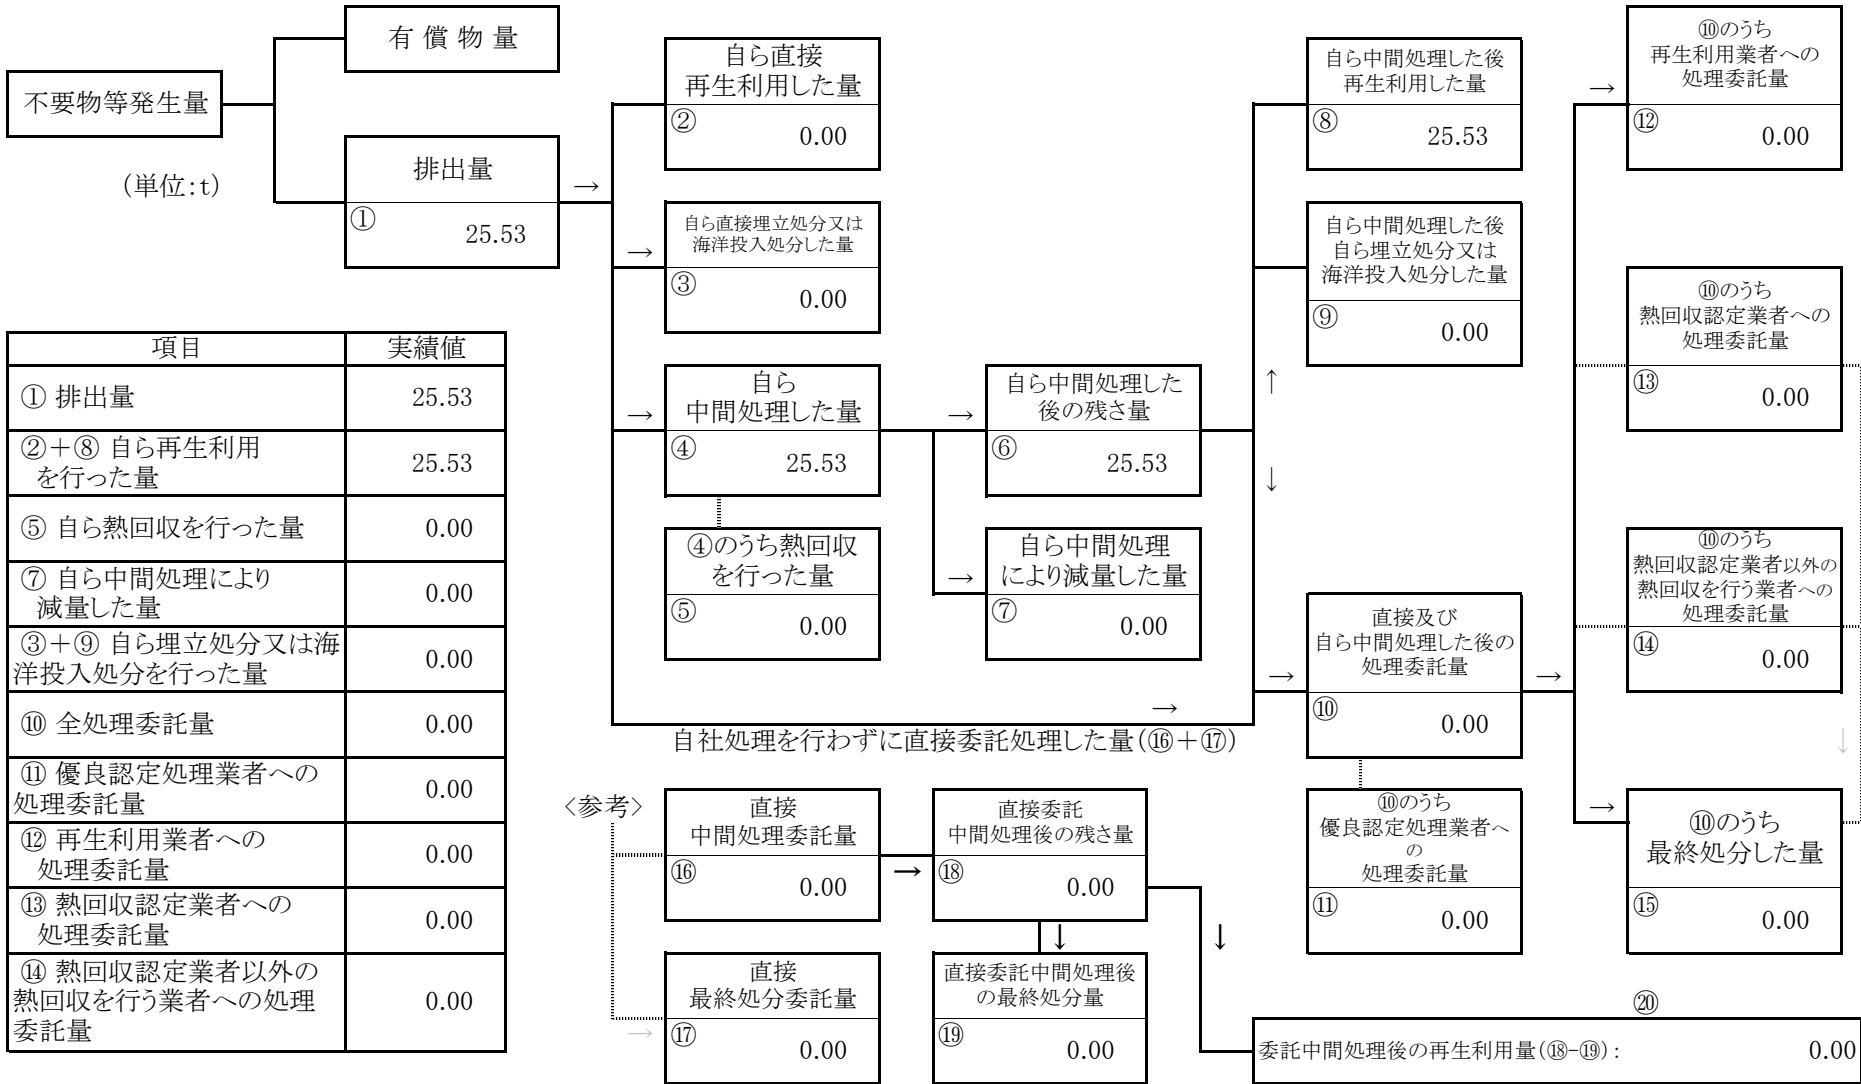 有 償 物 量
不要物等発生量
(単位:t)
排出量
①
25.53
→
自ら直接
再生利用した量
②
0.00
→
自ら直接埋立処分又は
海洋投入処分した量
③
0.00
→
自ら
中間処理した量
④
25.53
④のうち熱回収
を行った量
⑤
0.00
→
自ら中間処理した
後の残さ量
⑥
25.53
→
自ら中間処理
により減量した量
⑦
0.00
自ら中間処理した後
再生利用した量
⑧
25.53
自ら中間処理した後
自ら埋立処分又は
海洋投入処分した量
⑨
0.00
↑
↓
→
直接及び
自ら中間処理した後の
処理委託量
⑩
0.00
→
⑩のうち
優良認定処理業者へ
の
処理委託量
⑪
0.00
→
⑩のうち
再生利用業者への
処理委託量
⑫
0.00
⑩のうち
熱回収認定業者への
処理委託量
⑬
0.00
⑩のうち
熱回収認定業者以外の
熱回収を行う業者への
処理委託量
⑭
0.00
↓
→
⑩のうち
最終処分した量
⑮
0.00
→
自社処理を行わずに直接委託処理した量(⑯＋⑰)
<参考>
直接
中間処理委託量
⑯
0.00
→
直接委託
中間処理後の残さ量
⑱
0.00
↓
↓
→
直接
最終処分委託量
⑰
0.00
直接委託中間処理後
の最終処分量
⑲
0.00
⑳
委託中間処理後の再生利用量(⑱-⑲): 0.00
項目 実績値
① 排出量 25.53
②＋⑧ 自ら再生利用
を行った量 25.53
⑤ 自ら熱回収を行った量 0.00
⑦ 自ら中間処理により
減量した量 0.00
③＋⑨ 自ら埋立処分又は海
洋投入処分を行った量 0.00
⑩ 全処理委託量 0.00
⑪ 優良認定処理業者への
処理委託量 0.00
⑫ 再生利用業者への
処理委託量 0.00
⑬ 熱回収認定業者への
処理委託量 0.00
⑭ 熱回収認定業者以外の
熱回収を行う業者への処理
委託量 0.00